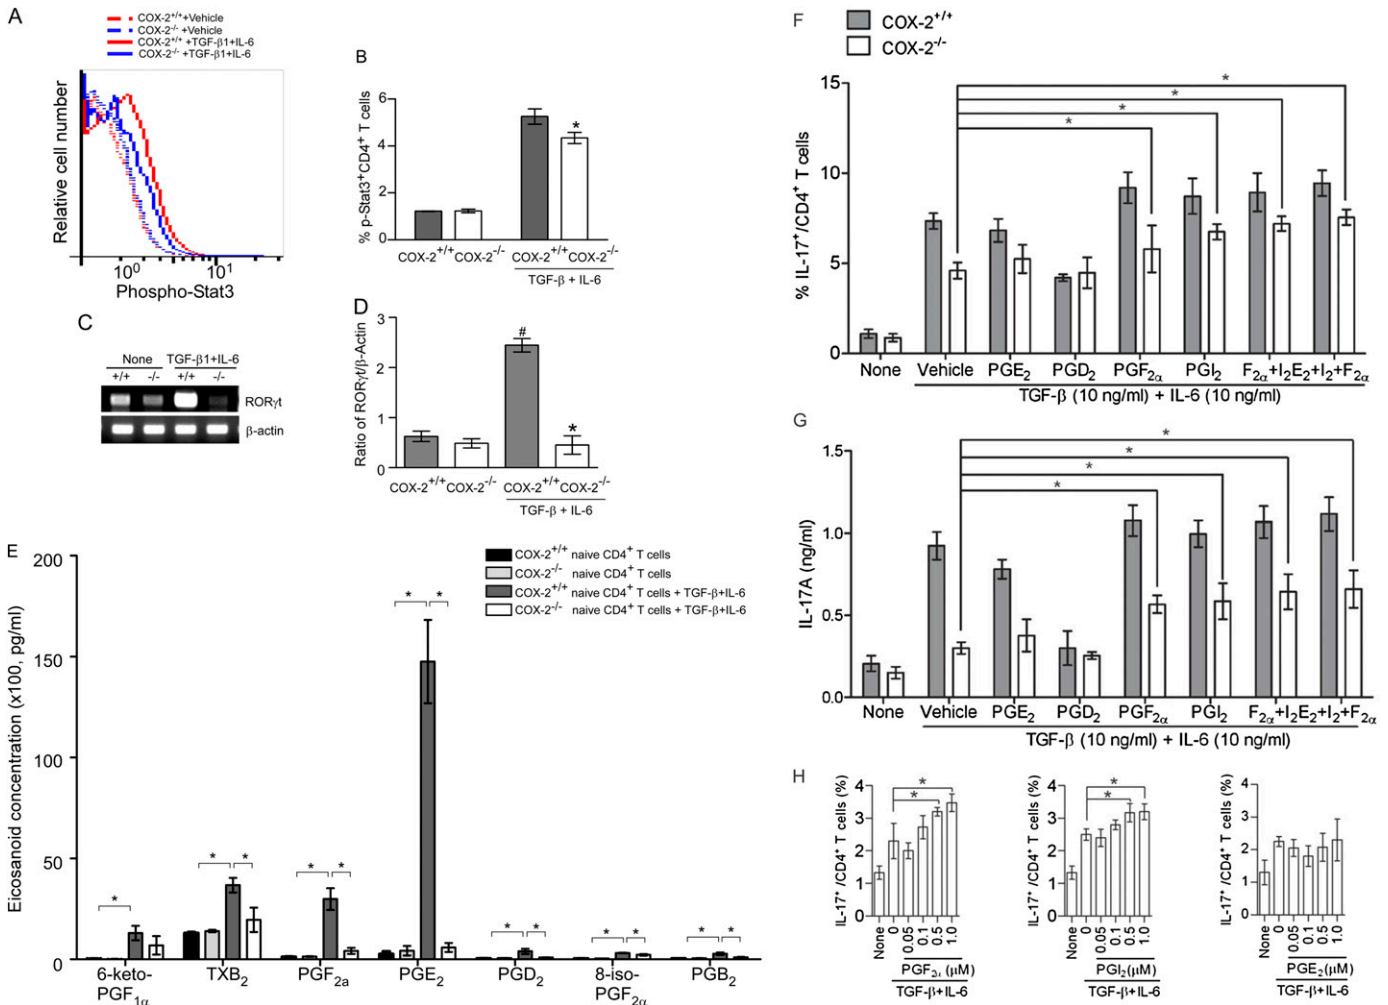 A
COX-2+/++Vehicle
COX-2-/- +Vehicle
COX-2+/+ +TGF-β1+IL-6
COX-2-/- +TGF-β1+IL-6
Relative cell number
10⁰ 10¹
Phospho-Stat3
B
% p-Stat3+CD4+ T cells
6
4
2
0
COX-2+/+ COX-2-/- COX-2+/+ COX-2-/-
*
TGF-β + IL-6
C
None TGF-β1+IL-6
+/+ -/- +/+ -/-
RORγt
β-actin
D
Ratio of RORγt/β-Actin
3
2
1
0
#
*
COX-2+/+ COX-2-/- COX-2+/+ COX-2-/-
TGF-β + IL-6
E
Eicosanoid concentration (x100, pg/ml)
200
150
100
50
0
COX-2+/+ naive CD4+ T cells
COX-2-/- naive CD4+ T cells
COX-2+/+ naive CD4+ T cells + TGF-β+IL-6
COX-2-/- naive CD4+ T cells + TGF-β+IL-6
* * * * * * * * * * * * *
6-keto-PGF1α TXB2 PGF2a PGE2 PGD2 8-iso-PGF2α PGB2
F
COX-2+/+
COX-2-/-
% IL-17+/CD4+ T cells
15
10
5
0
* * * *
None Vehicle PGE2 PGD2 PGF2α PGI2 F2α+I2 E2+I2+F2α
TGF-β (10 ng/ml) + IL-6 (10 ng/ml)
G
IL-17A (ng/ml)
1.5
1.0
0.5
0.0
* * * *
None Vehicle PGE2 PGD2 PGF2α PGI2 F2α+I2 E2+I2+F2α
TGF-β (10 ng/ml) + IL-6 (10 ng/ml)
H
IL-17+ /CD4+ T cells (%)
4
3
2
1
0
* *
None 0 0.05 0.1 0.5 1.0
PGF2α (μM)
TGF-β+IL-6
IL-17+ /CD4+ T cells (%)
4
3
2
1
0
* *
None 0 0.05 0.1 0.5 1.0
PGI2(μM)
TGF-β+IL-6
IL-17+ /CD4+ T cells (%)
4
3
2
1
0
None 0 0.05 0.1 0.5 1.0
PGE2(μM)
TGF-β+IL-6